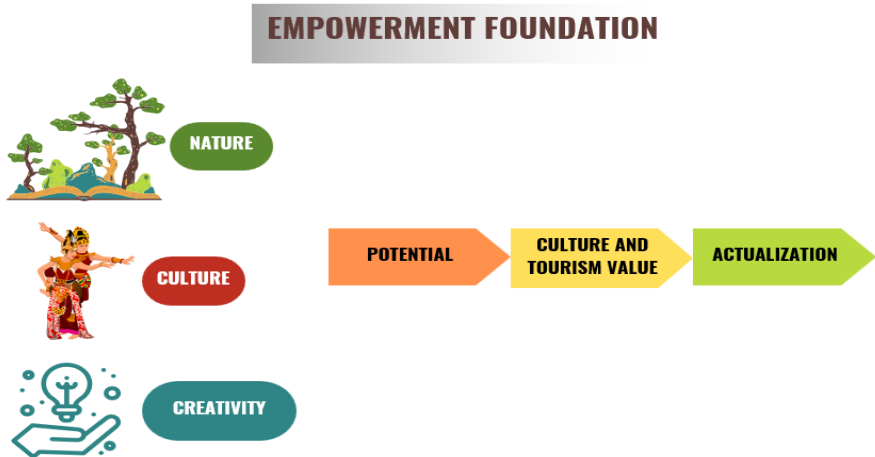 EMPOWERMENT FOUNDATION
NATURE
CULTURE
CREATIVITY
POTENTIAL
CULTURE AND
TOURISM VALUE
ACTUALIZATION